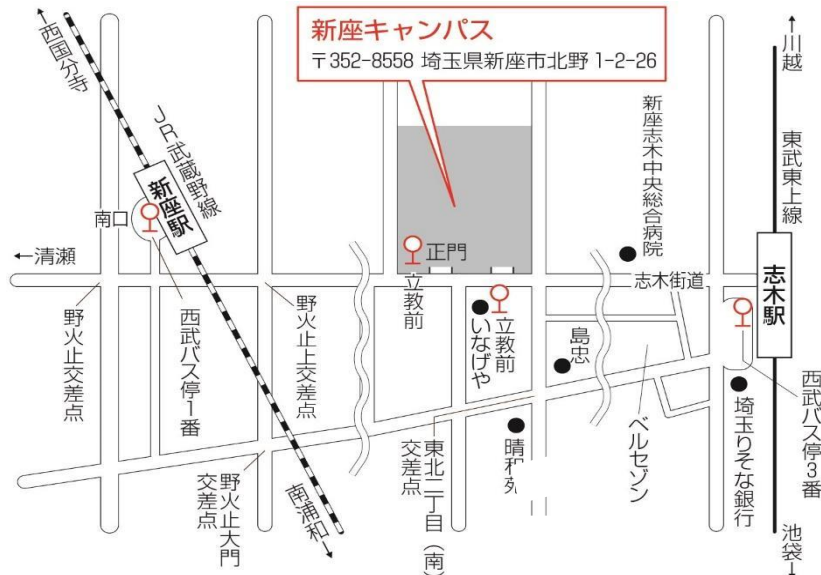 新座キャンパス
〒352-8558 埼玉県新座市北野1-2-26
←西国分寺
JR武蔵野線
新座駅
南口
←清瀬
野火止交差点
西武バス停1番
野火止上交差点
野火止大門
交差点
南浦和→
正門
立教前
いなげや
立教前
東北二丁目(南)
交差点
晴和苑
島忠
新座志木中央総合病院
志木街道
ベルセゾン
←川越
東武東上線
志木駅
埼玉りそな銀行
西武バス停3番
池袋→